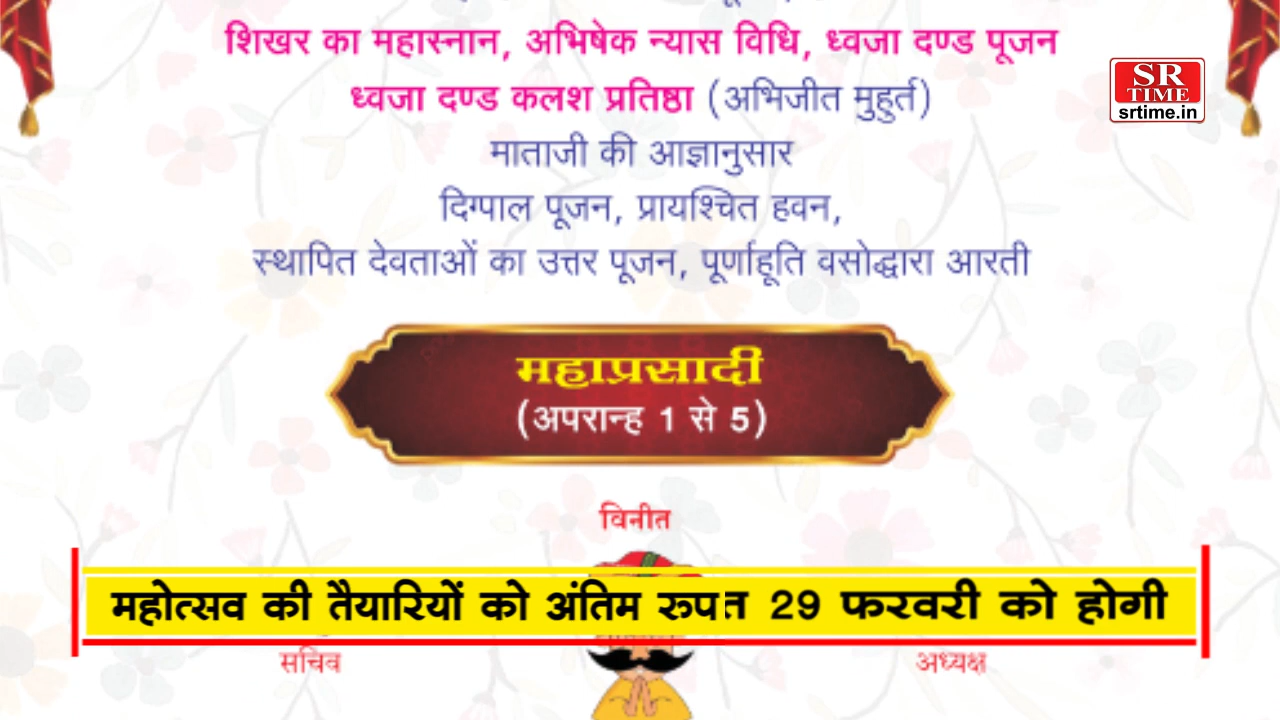 शिखर का महास्नान, अभिषेक न्यास विधि, ध्वजा दण्ड पूजन
SR
TIME
srtime.in
ध्वजा दण्ड कलश प्रतिष्ठा (अभिजीत मुहुर्त)
माताजी की आज्ञानुसार
दिग्पाल पूजन, प्रायश्चित हवन,
स्थापित देवताओं का उत्तर पूजन, पूर्णाहूति वसोद्धारा आरती
महाप्रसादी
(अपरान्ह 1 से 5)
विनीत
महोत्सव की तैयारियों को अंतिम रुप 29 फरवरी को होगी
सचिव
अध्यक्ष